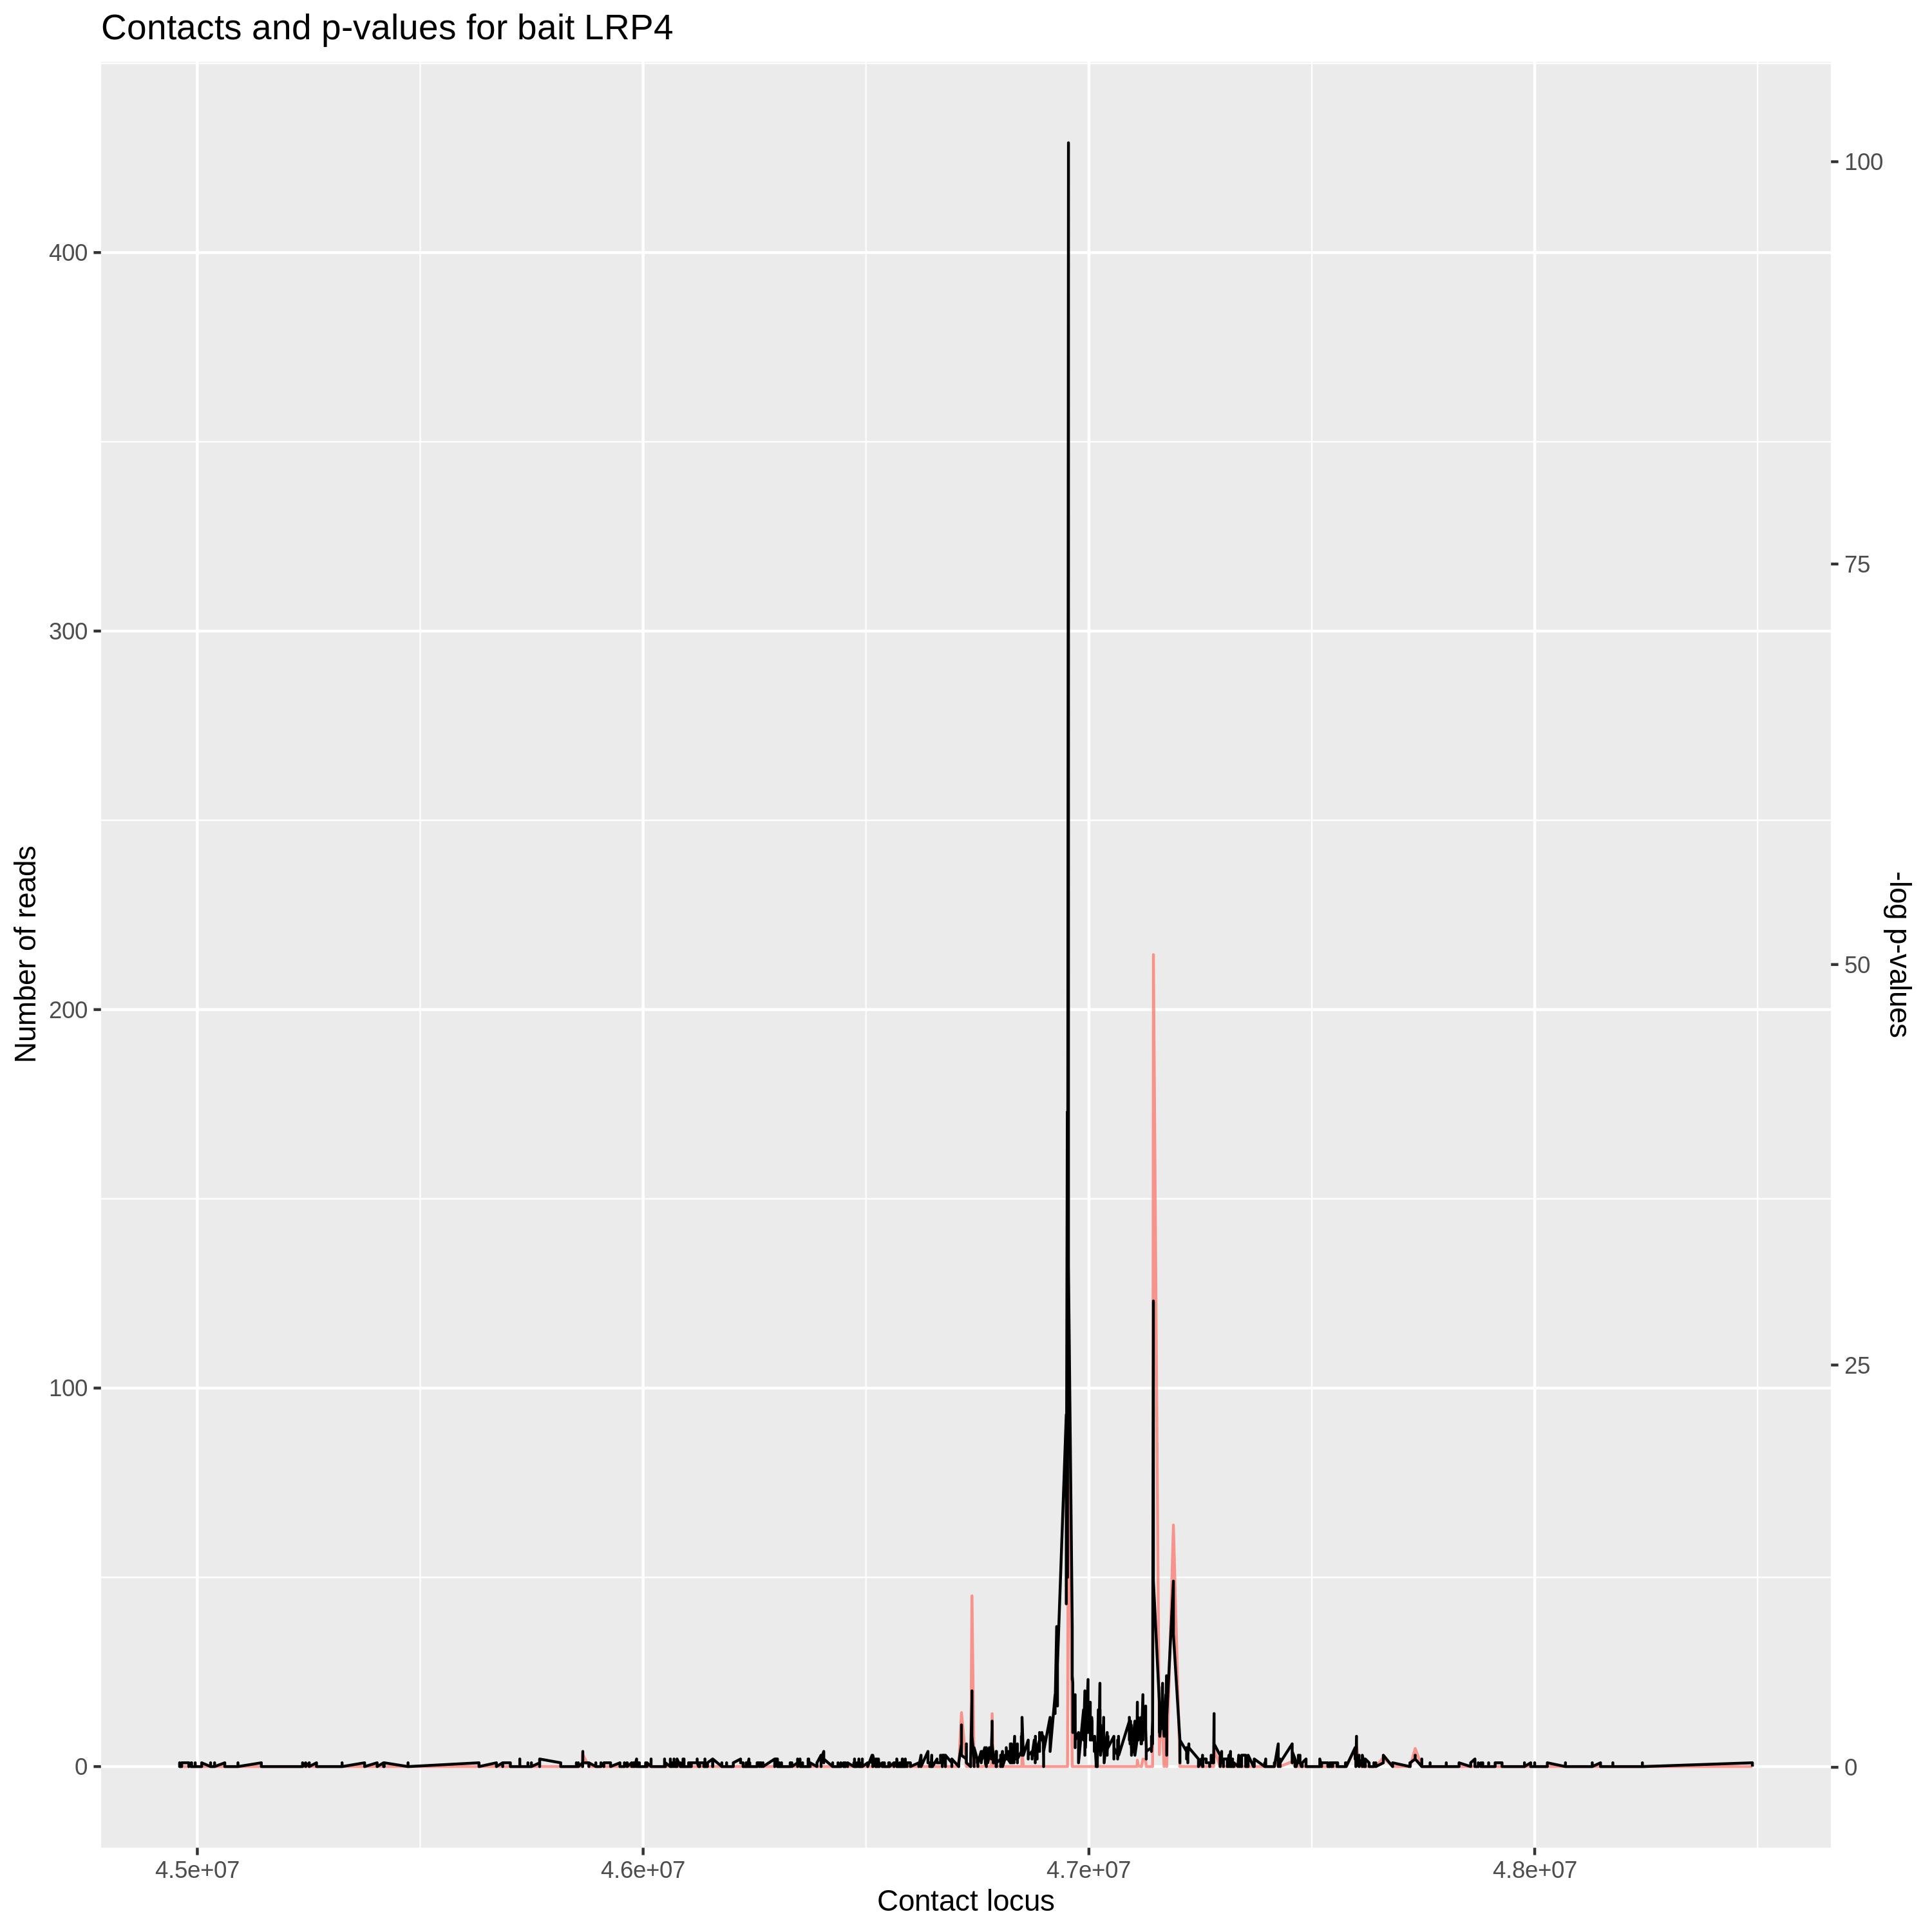 Contacts and p-values for bait LRP4
Number of reads
400
300
200
100
0
100
75
50
25
0
-log p-values
4.5e+07
4.6e+07
4.7e+07
4.8e+07
Contact locus